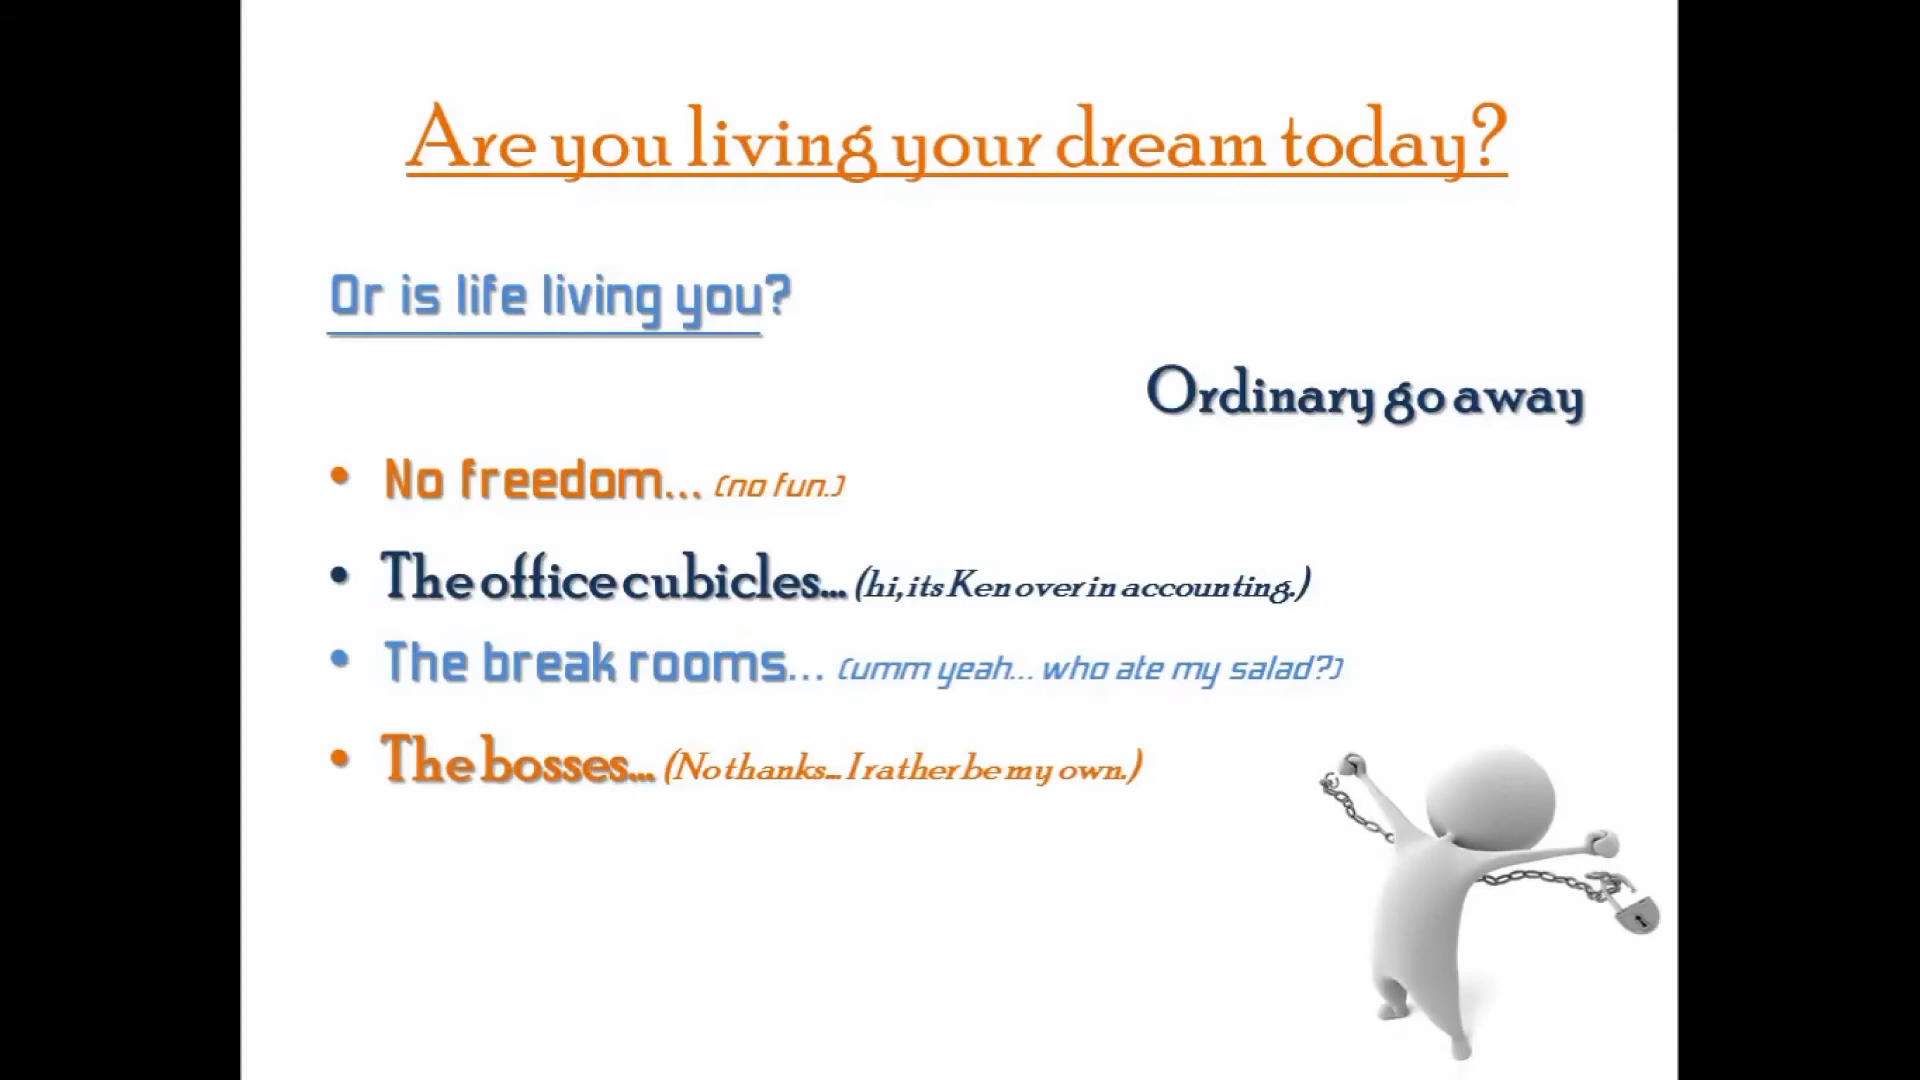 Are you living your dream today?
Or is life living you?
Ordinary go away
• No freedom... (no fun.)
• The office cubicles... (hi, its Ken over in accounting.)
• The break rooms... (umm yeah... who ate my salad?)
• The bosses... (No thanks... I rather be my own.)